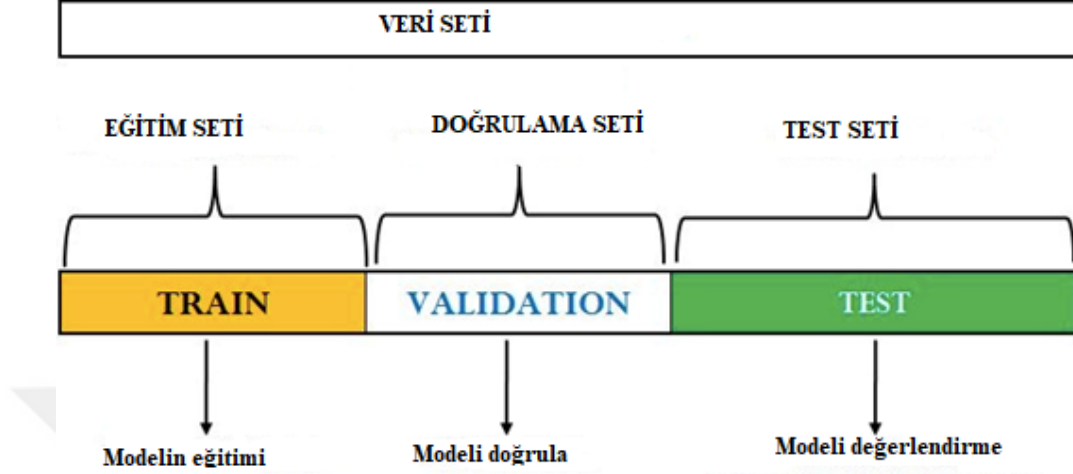 VERİ SETİ
EĞİTİM SETİ
DOĞRULAMA SETİ
TEST SETİ
TRAIN
VALIDATION
TEST
Modelin eğitimi
Modeli doğrula
Modeli değerlendirme